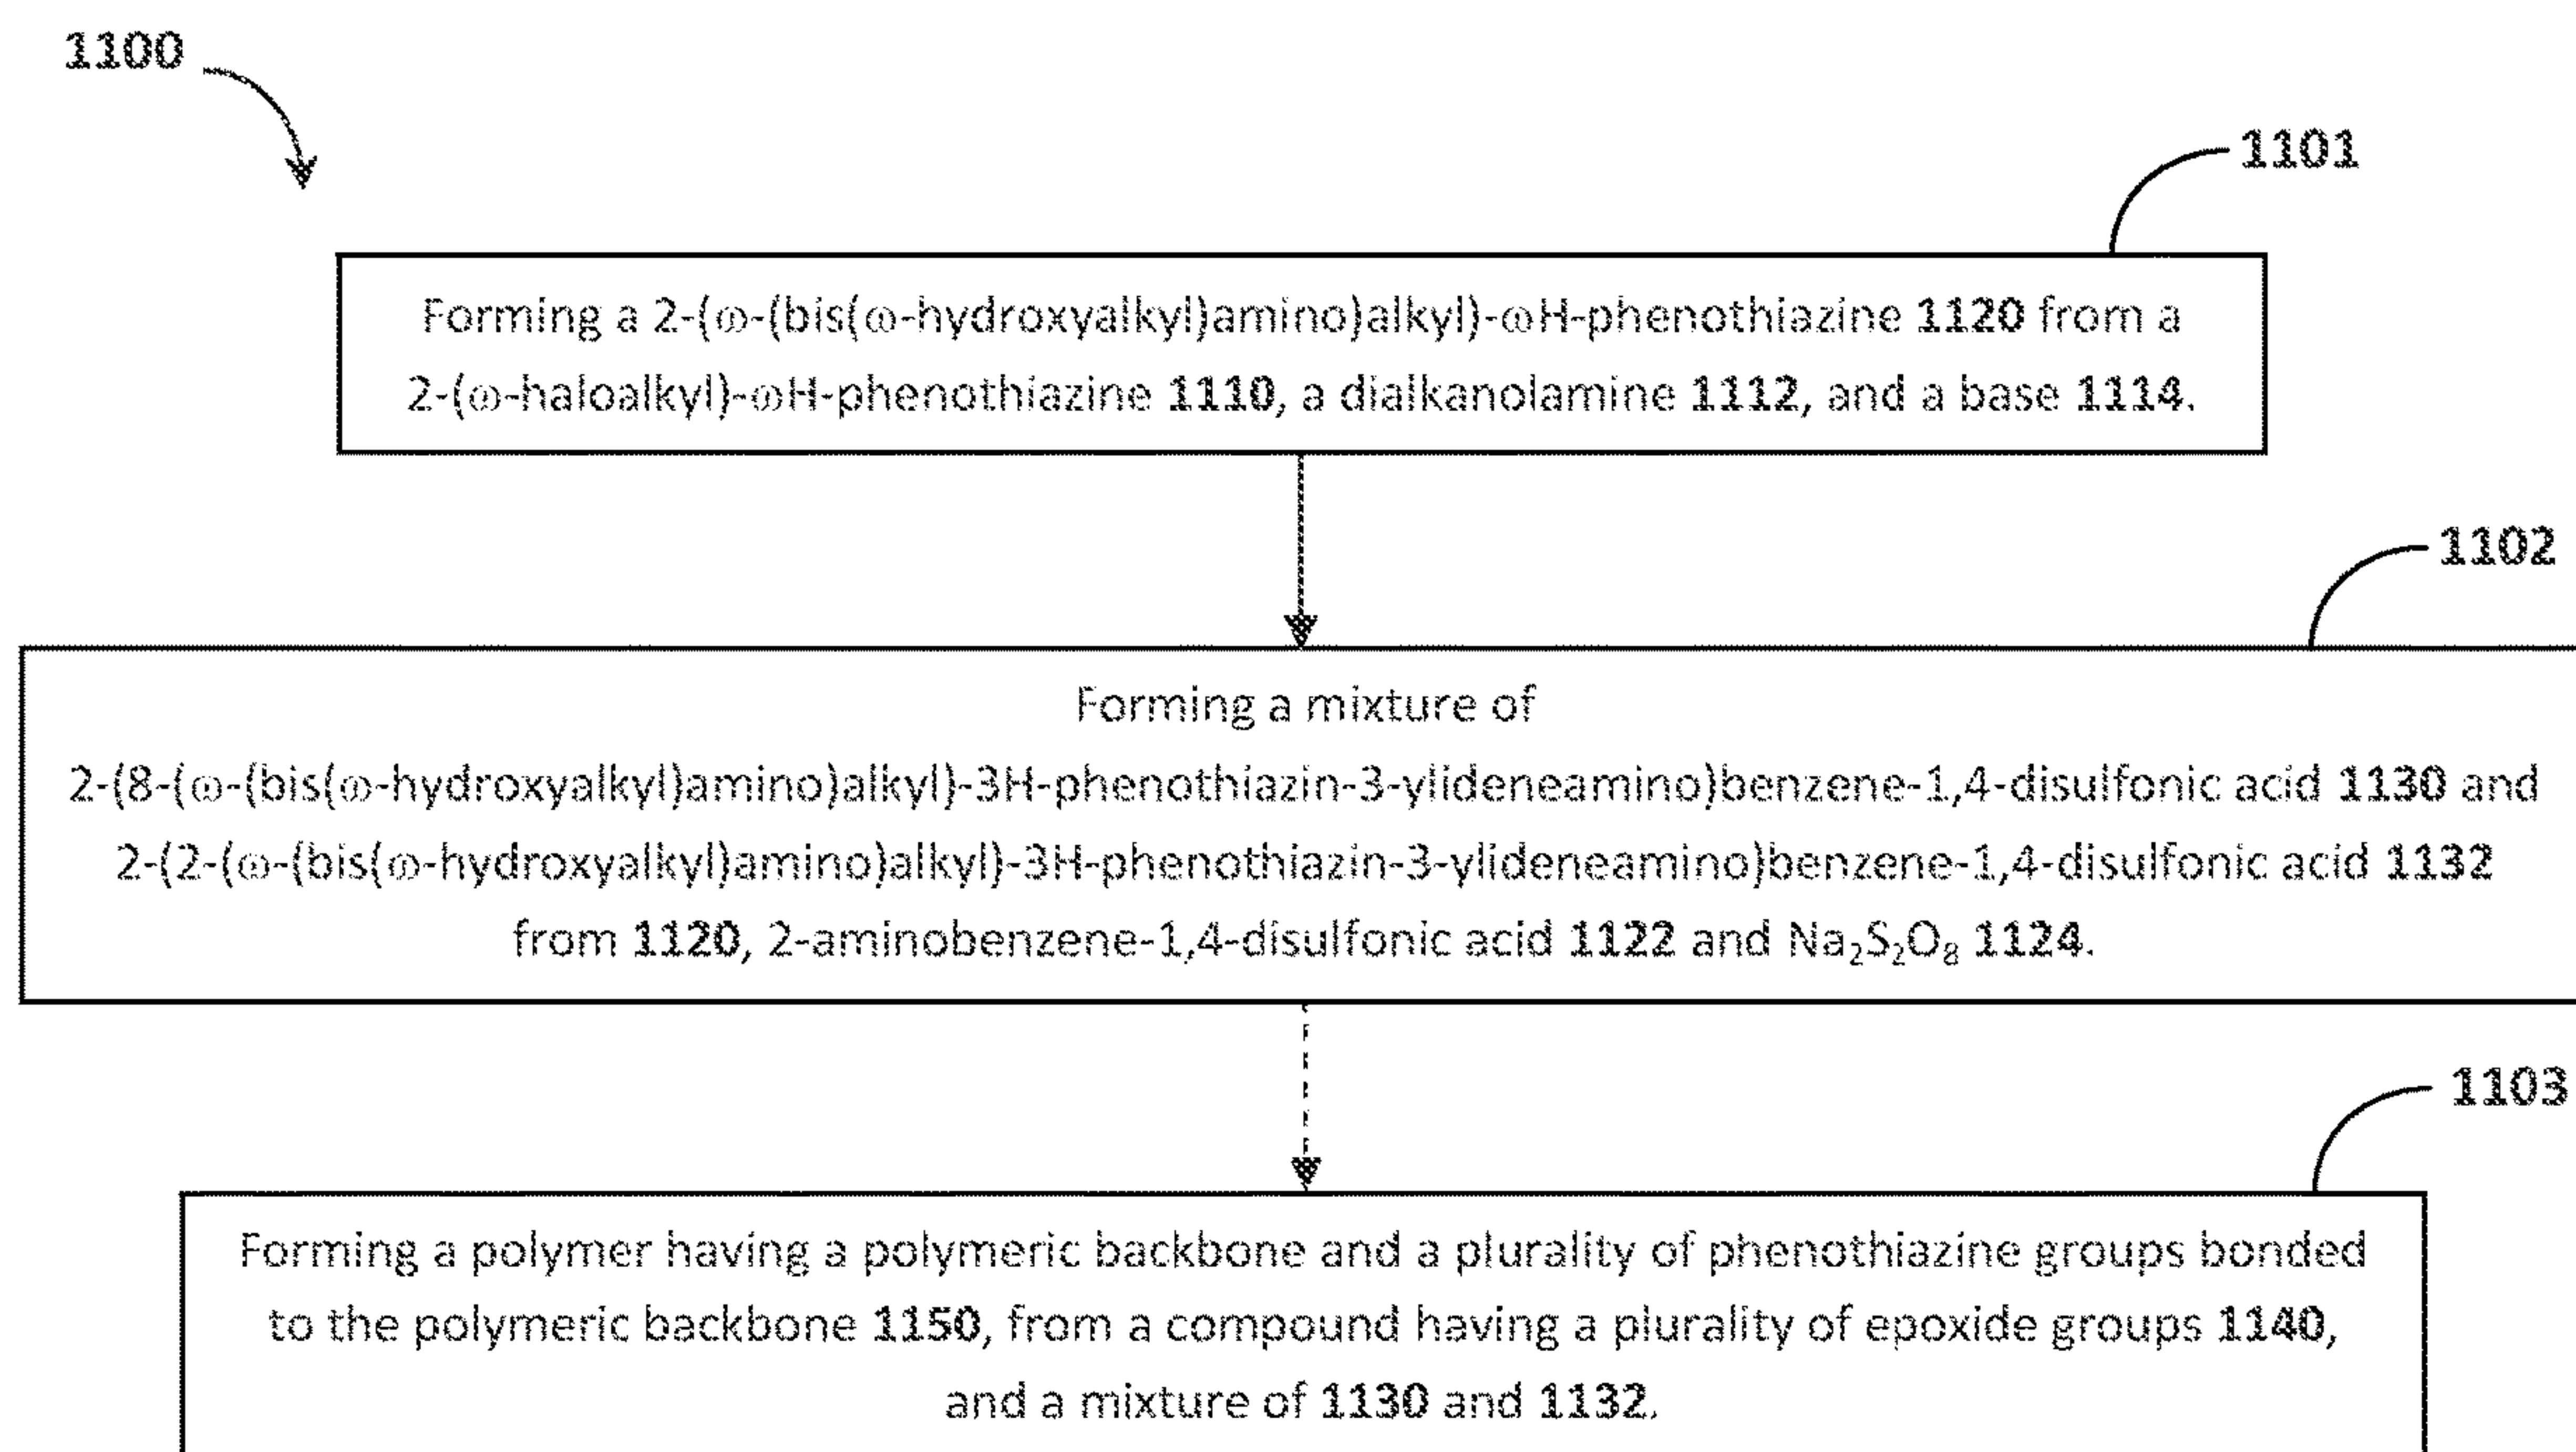 1100
1101
Forming a 2-(ω-(bis(ω-hydroxyalkyl)amino)alkyl)-ωH-phenothiazine 1120 from a
2-(ω-haloalkyl)-ωH-phenothiazine 1110, a dialkanolamine 1112, and a base 1114.
1102
Forming a mixture of
2-(8-(ω-(bis(ω-hydroxyalkyl)amino)alkyl)-3H-phenothiazin-3-ylideneamino)benzene-1,4-disulfonic acid 1130 and
2-(2-(ω-(bis(ω-hydroxyalkyl)amino)alkyl)-3H-phenothiazin-3-ylideneamino)benzene-1,4-disulfonic acid 1132
from 1120, 2-aminobenzene-1,4-disulfonic acid 1122 and Na₂S₂O₈ 1124.
1103
Forming a polymer having a polymeric backbone and a plurality of phenothiazine groups bonded
to the polymeric backbone 1150, from a compound having a plurality of epoxide groups 1140,
and a mixture of 1130 and 1132.